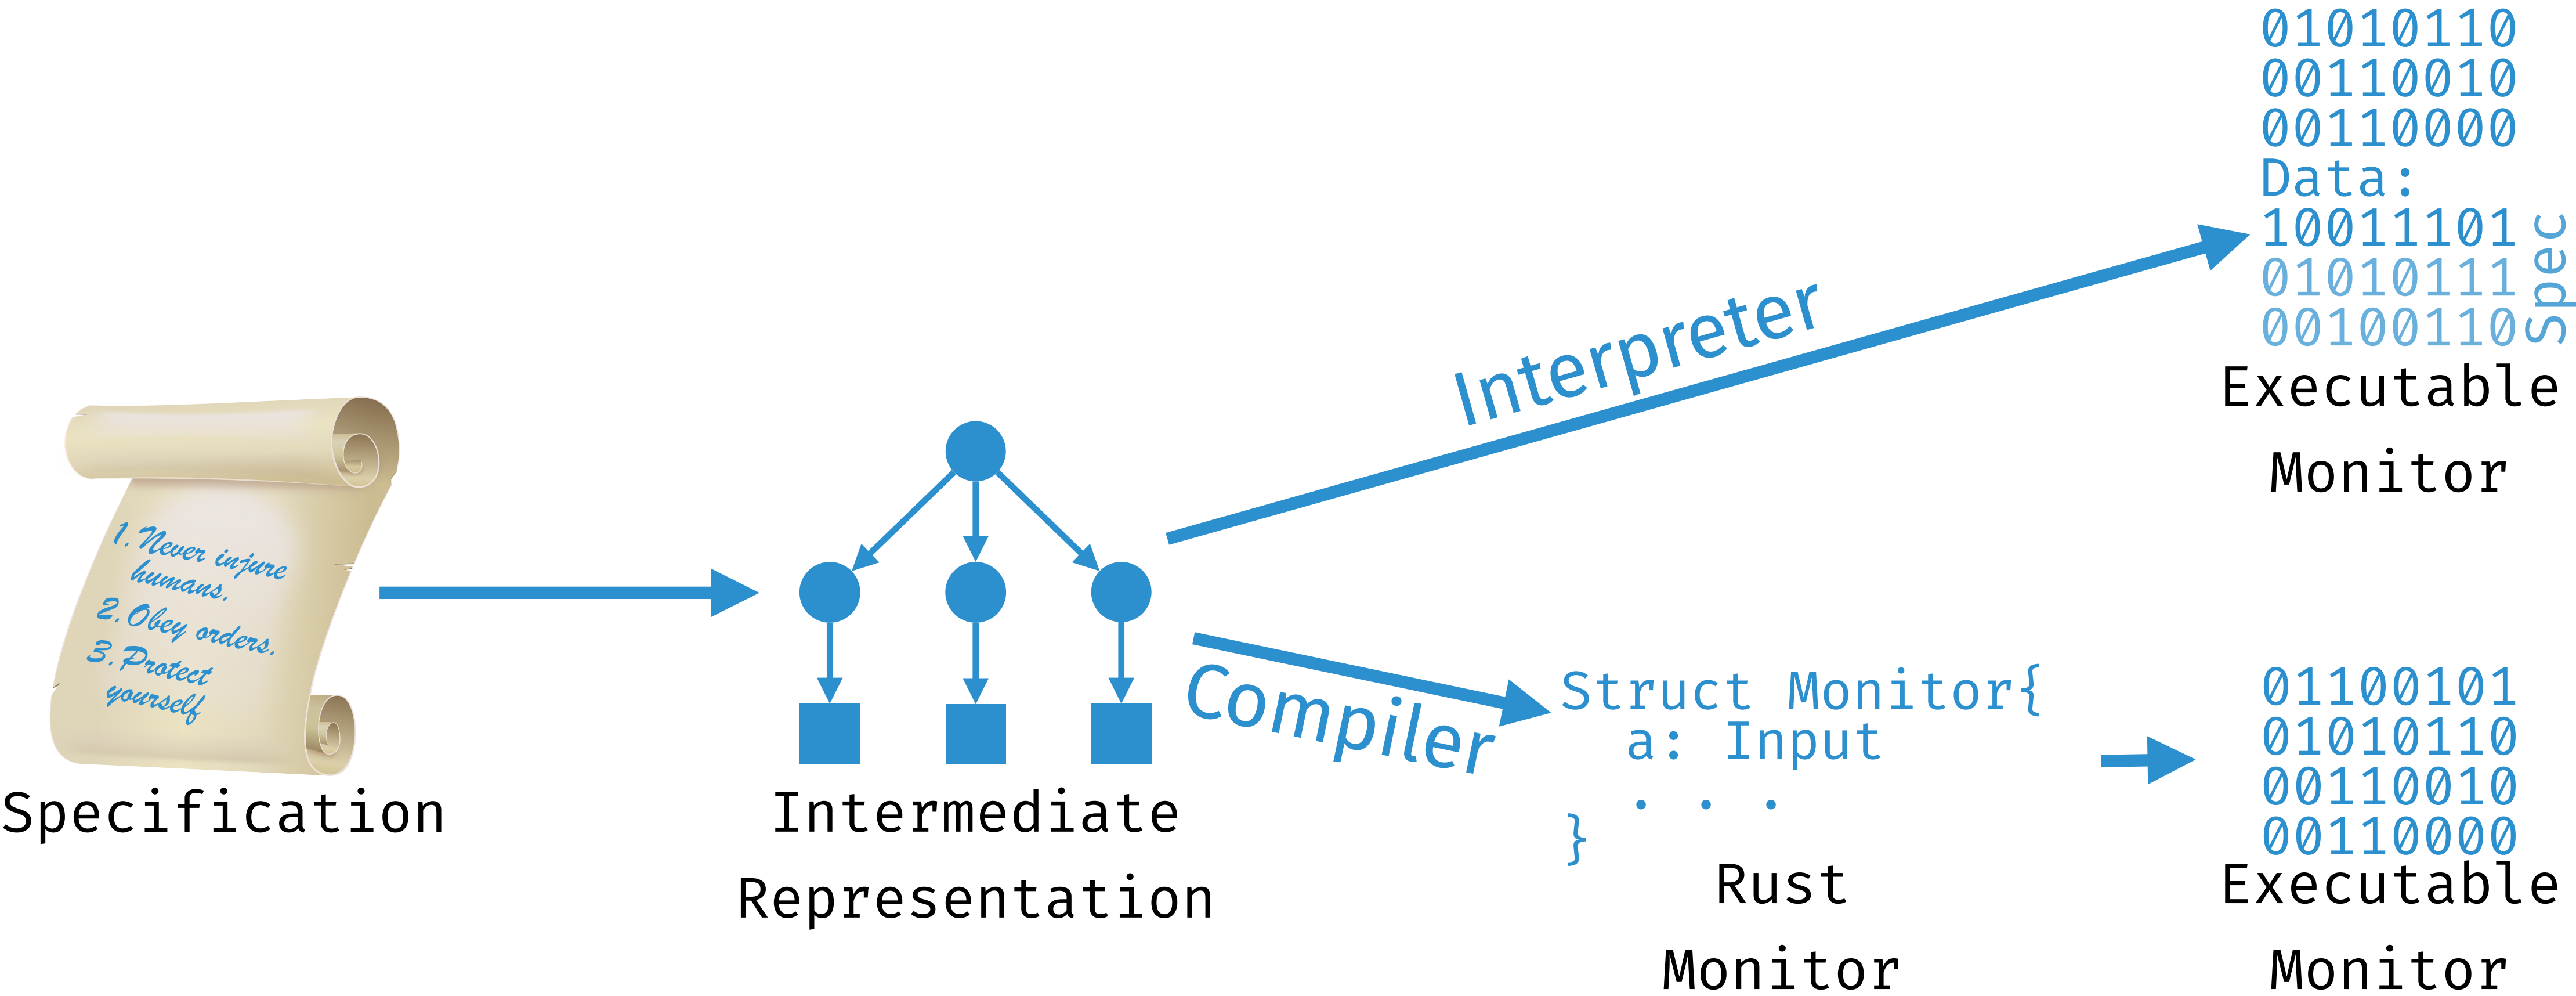 1. Never injure
humans.
2. Obey orders.
3. Protect
yourself
Specification
Intermediate
Representation
Interpreter
Compiler
01010110
00110010
00110000
Data:
10011101
01010111
00100110
Spec
Executable
Monitor
Struct Monitor{
a: Input
. . .
}
Rust
Monitor
01100101
01010110
00110010
00110000
Executable
Monitor